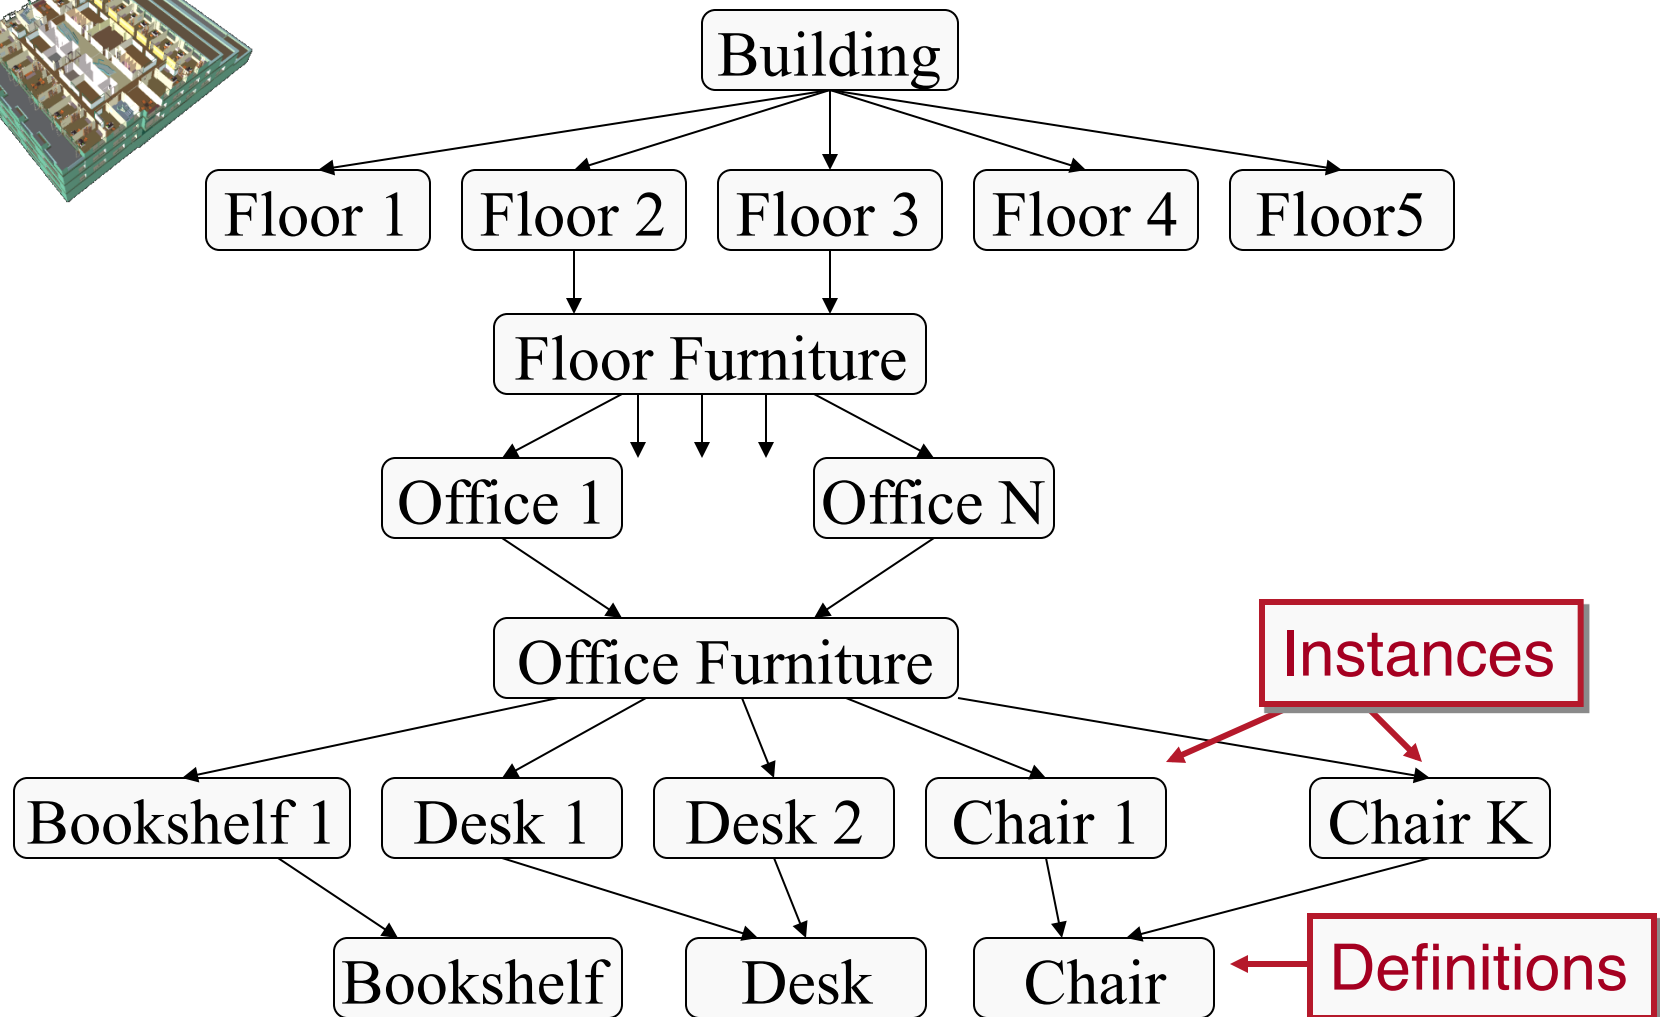 Building
Floor 1
Floor 2
Floor 3
Floor 4
Floor5
Floor Furniture
Office 1
Office N
Office Furniture
Instances
Bookshelf 1
Desk 1
Desk 2
Chair 1
Chair K
Bookshelf
Desk
Chair
Definitions